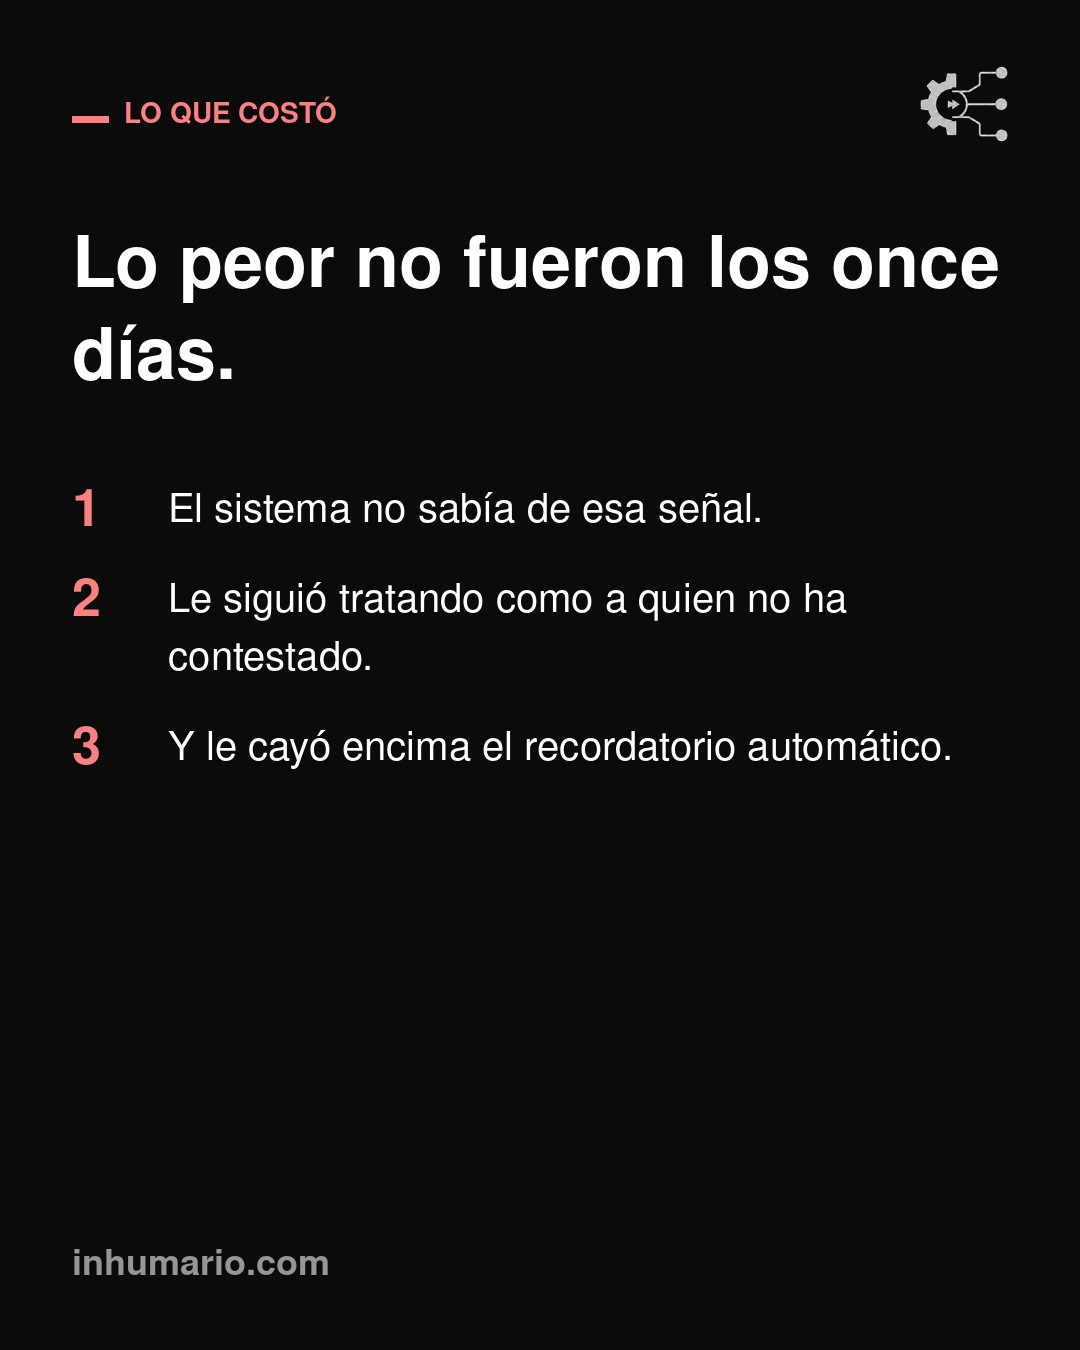 LO QUE COSTÓ
Lo peor no fueron los once
días.
1 El sistema no sabía de esa señal.
2 Le siguió tratando como a quien no ha
contestado.
3 Y le cayó encima el recordatorio automático.
inhumario.com